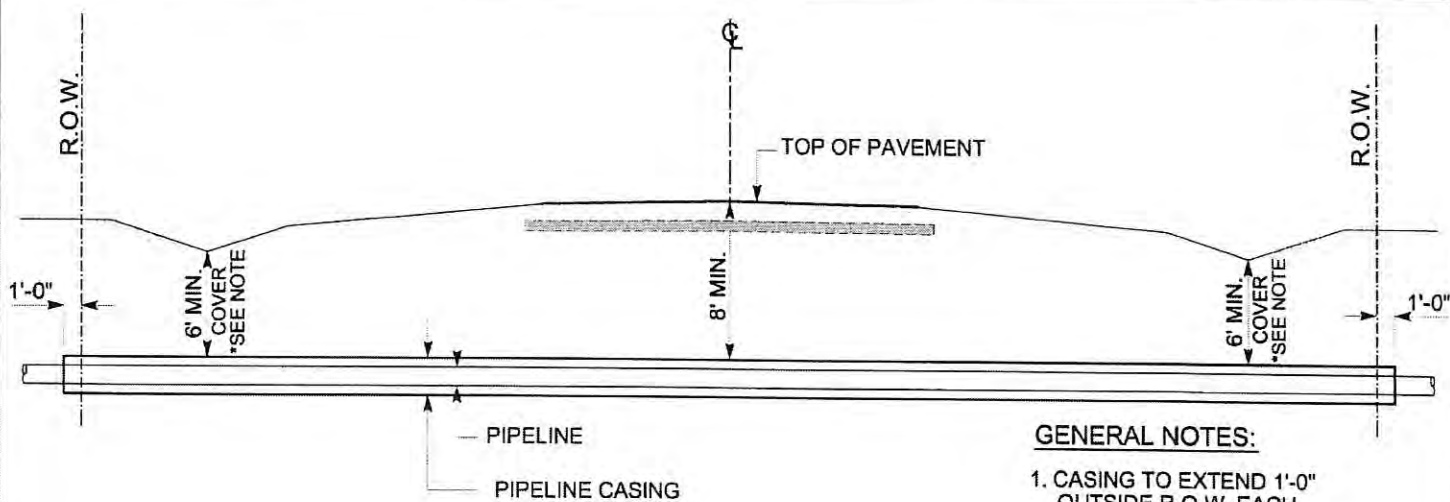 ℄
R.O.W.
R.O.W.
TOP OF PAVEMENT
1'-0"
6' MIN.
COVER
*SEE NOTE
8' MIN.
6' MIN.
COVER
*SEE NOTE
1'-0"
PIPELINE
PIPELINE CASING
GENERAL NOTES:
1. CASING TO EXTEND 1'-0"
OUTSIDE R.O.W. EACH